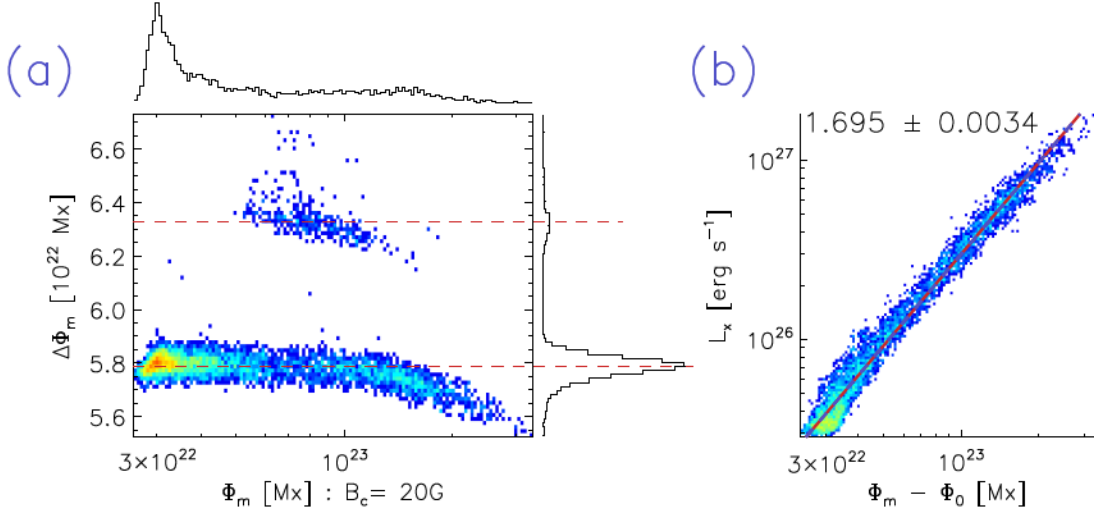 (a)
6.6
6.4
6.2
6.0
5.8
5.6
ΔΦm [10²² Mx]
3×10²² 10²³
Φm [Mx] : Bc= 20G
(b)
1.695 ± 0.0034
10²⁷
10²⁶
Lx [erg s⁻¹]
3×10²² 10²³
Φm − Φ0 [Mx]